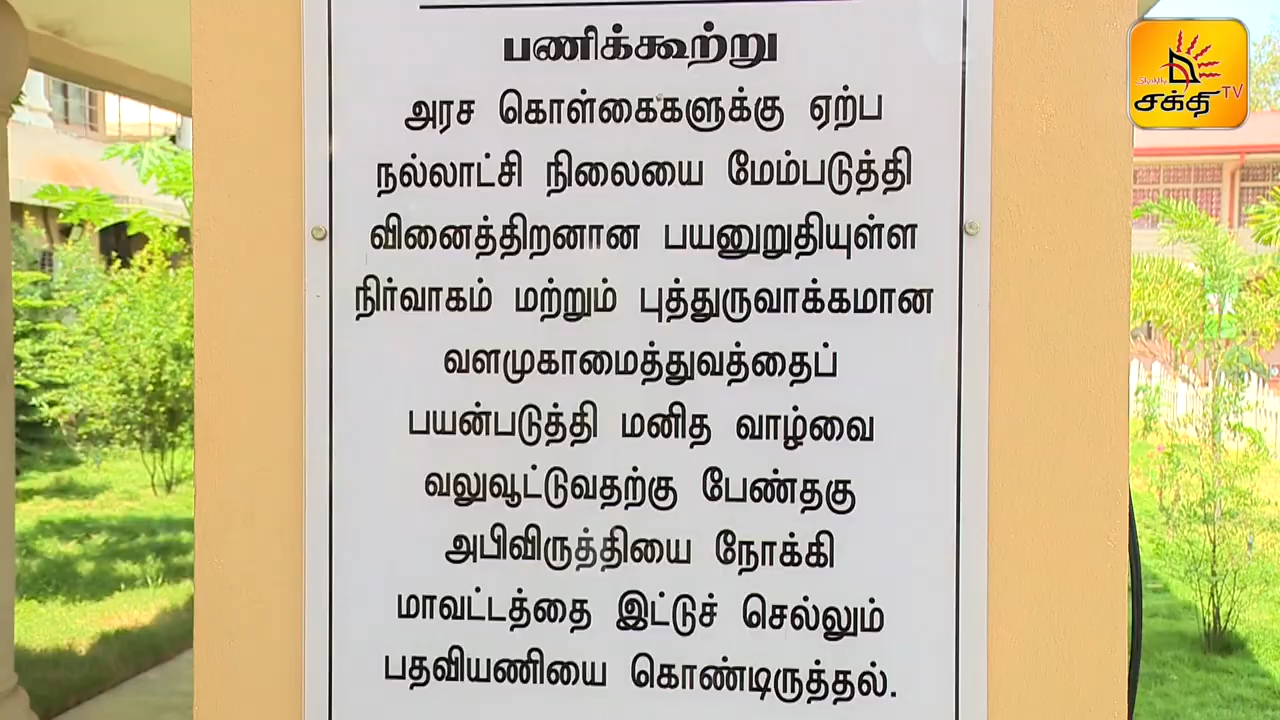 பணிக்கூற்று
அரச கொள்கைகளுக்கு ஏற்ப
நல்லாட்சி நிலையை மேம்படுத்தி
வினைத்திறனான பயனுறுதியுள்ள
நிர்வாகம் மற்றும் புத்துருவாக்கமான
வளமுகாமைத்துவத்தைப்
பயன்படுத்தி மனித வாழ்வை
வலுவூட்டுவதற்கு பேண்தகு
அபிவிருத்தியை நோக்கி
மாவட்டத்தை இட்டுச் செல்லும்
பதவியணியை கொண்டிருத்தல்.
Shakthi
சக்தி TV